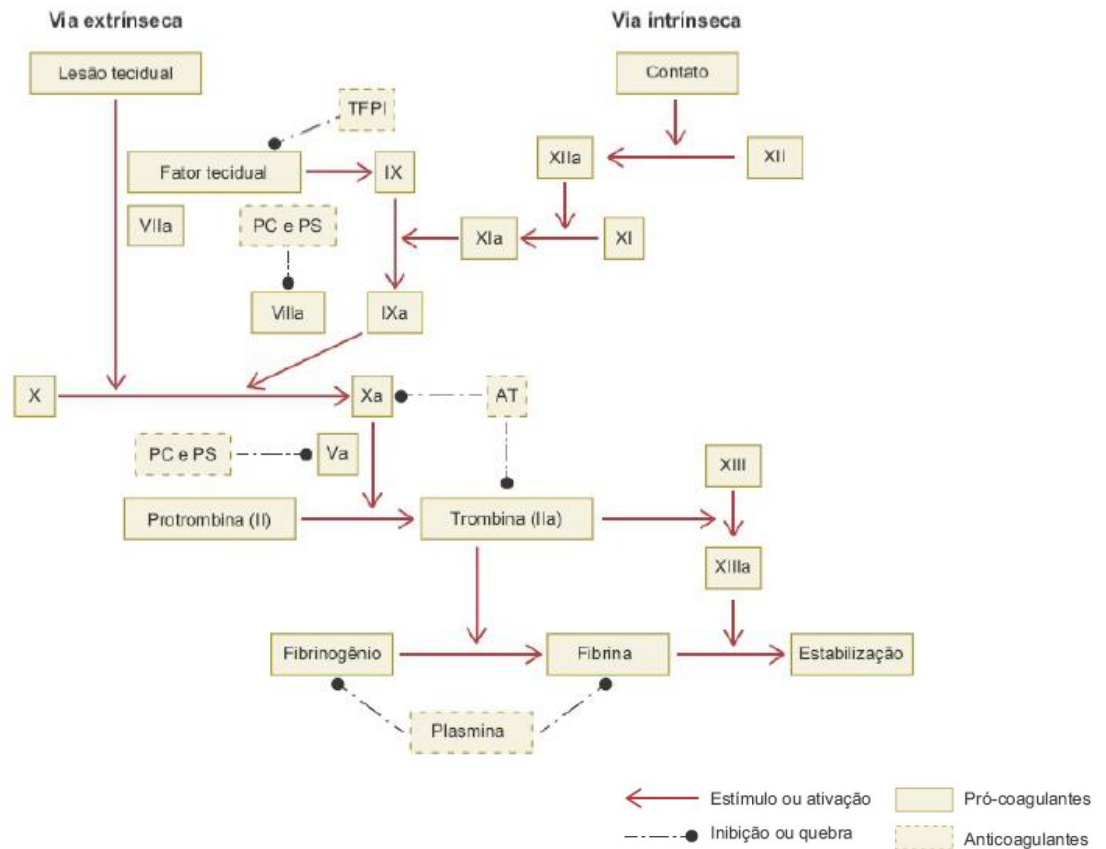 Via extrínseca
Via intrínseca
Lesão tecidual
Contato
TFPI
XIIa
XII
Fator tecidual
IX
VIIa
PC e PS
XIa
XI
VIIIa
IXa
X
Xa
AT
PC e PS
Va
XIII
Protrombina (II)
Trombina (IIa)
XIIIa
Fibrinogênio
Fibrina
Estabilização
Plasmina
Estímulo ou ativação
Pró-coagulantes
Inibição ou quebra
Anticoagulantes